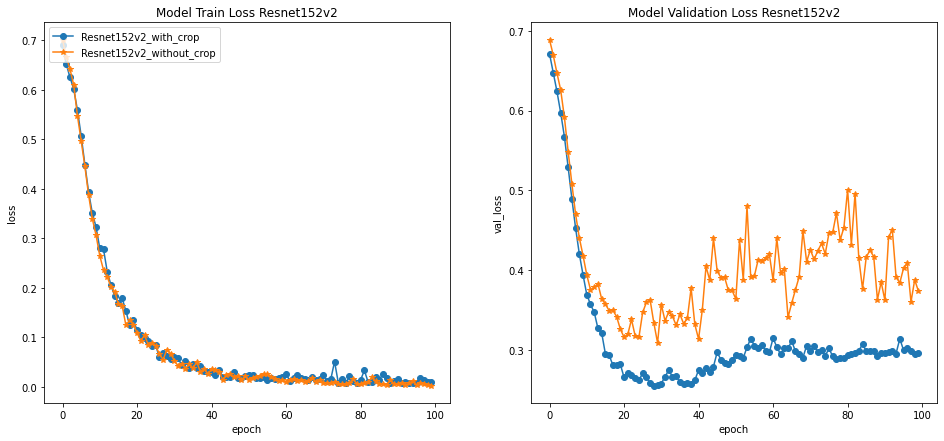 Model Train Loss Resnet152v2
Resnet152v2_with_crop
Resnet152v2_without_crop
0.7
0.6
0.5
0.4
0.3
0.2
0.1
0.0
loss
0 20 40 60 80 100
epoch
Model Validation Loss Resnet152v2
0.7
0.6
0.5
0.4
0.3
val_loss
0 20 40 60 80 100
epoch